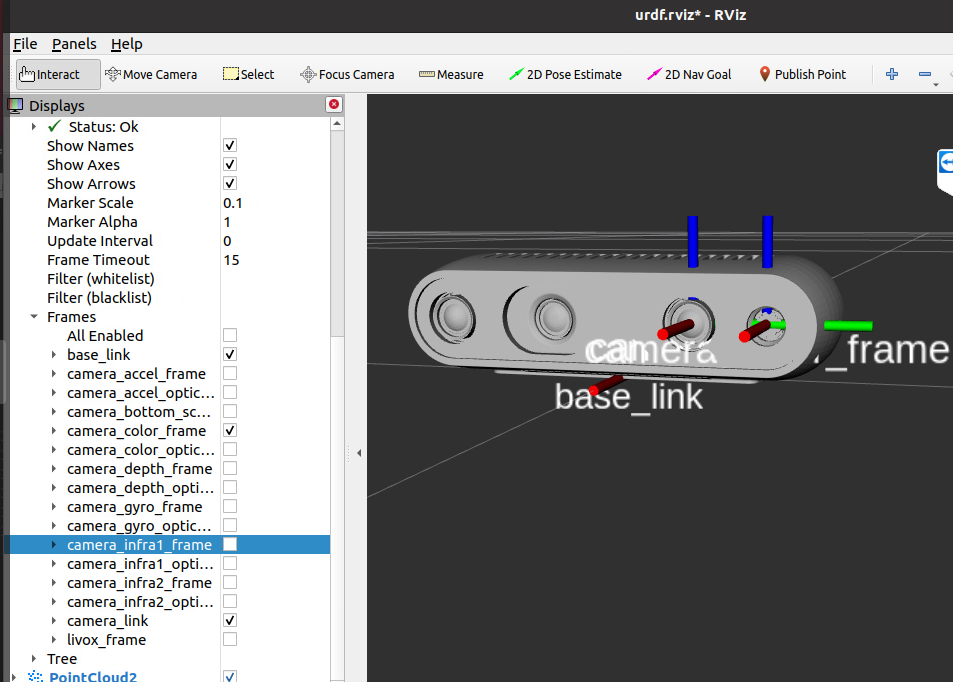 urdf.rviz* - RViz
File Panels Help
Interact Move Camera Select Focus Camera Measure 2D Pose Estimate 2D Nav Goal Publish Point
Displays
Status: Ok
Show Names
Show Axes
Show Arrows
Marker Scale 0.1
Marker Alpha 1
Update Interval 0
Frame Timeout 15
Filter (whitelist)
Filter (blacklist)
Frames
All Enabled
base_link
camera_accel_frame
camera_accel_optic...
camera_bottom_sc...
camera_color_frame
camera_color_optic...
camera_depth_frame
camera_depth_opti...
camera_gyro_frame
camera_gyro_optic...
camera_infra1_frame
camera_infra1_opti...
camera_infra2_frame
camera_infra2_opti...
camera_link
livox_frame
Tree
PointCloud2
camera _frame
base_link